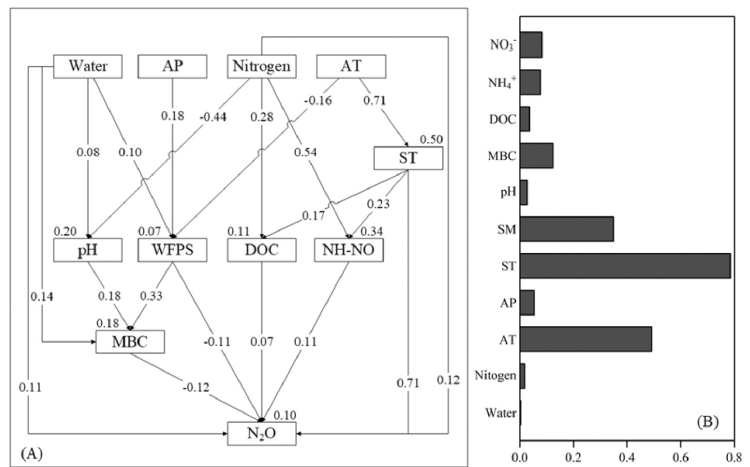 Water
AP
Nitrogen
AT
0.18
-0.44
0.28
-0.16
0.71
0.50
0.08
0.10
0.54
ST
0.17
0.23
0.20
0.07
0.11
0.34
pH
WFPS
DOC
NH-NO
0.14
0.18
0.33
0.18
MBC
-0.11
0.07
0.11
0.11
-0.12
0.71
0.12
0.10
N₂O
(A)
NO₃⁻
NH₄⁺
DOC
MBC
pH
SM
ST
AP
AT
Nitogen
Water
(B)
0.0
0.2
0.4
0.6
0.8